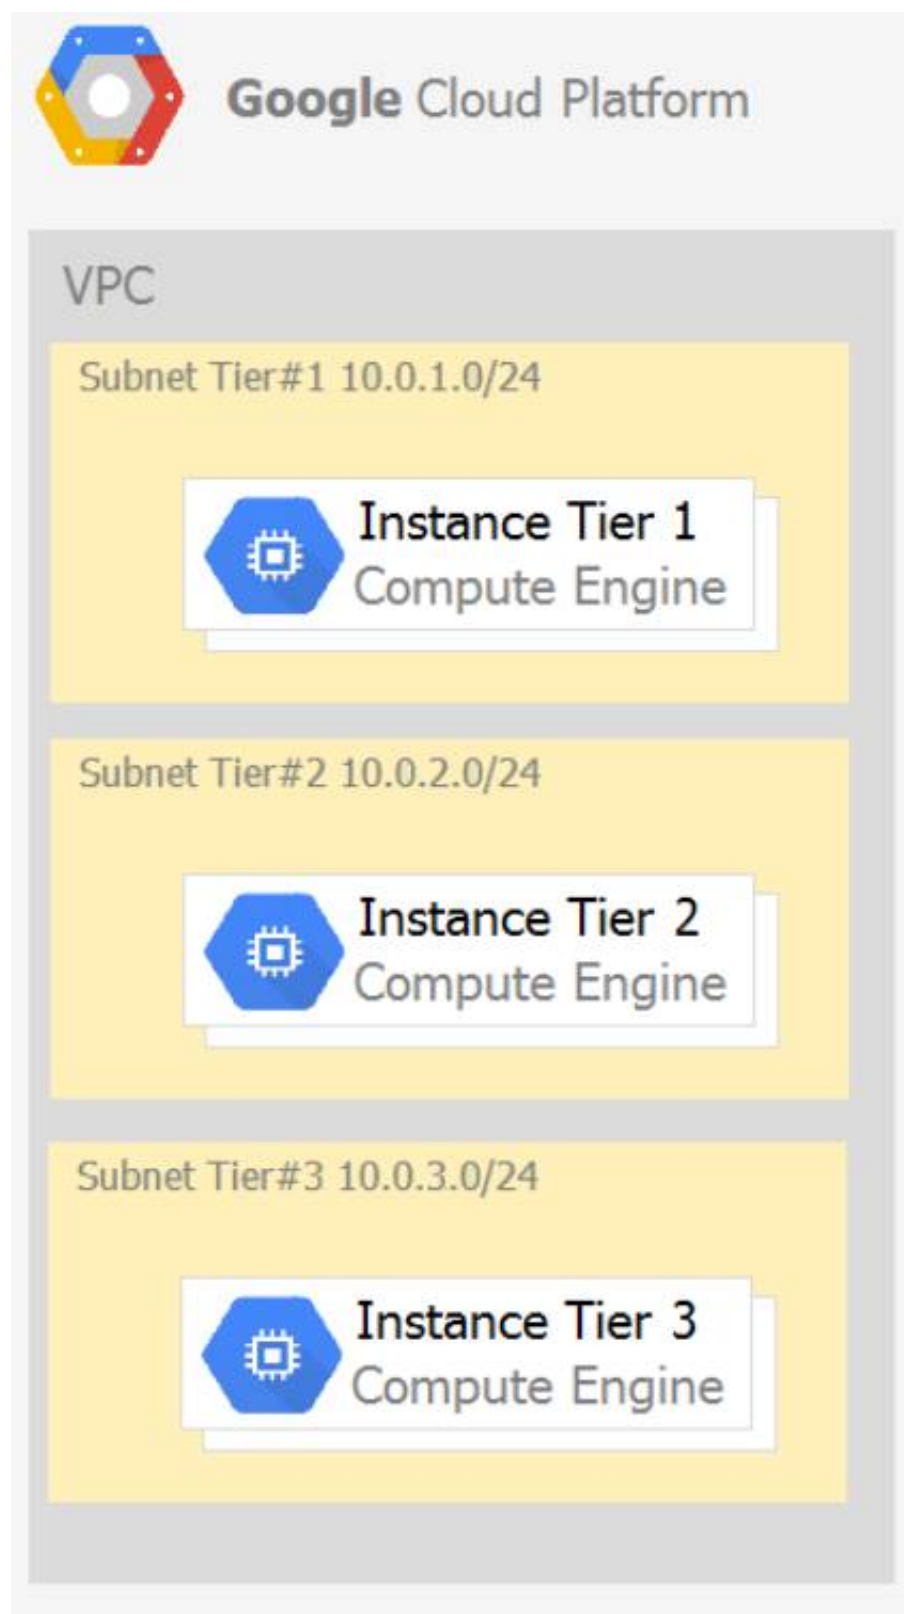 Google Cloud Platform
VPC
Subnet Tier#1 10.0.1.0/24
Instance Tier 1
Compute Engine
Subnet Tier#2 10.0.2.0/24
Instance Tier 2
Compute Engine
Subnet Tier#3 10.0.3.0/24
Instance Tier 3
Compute Engine